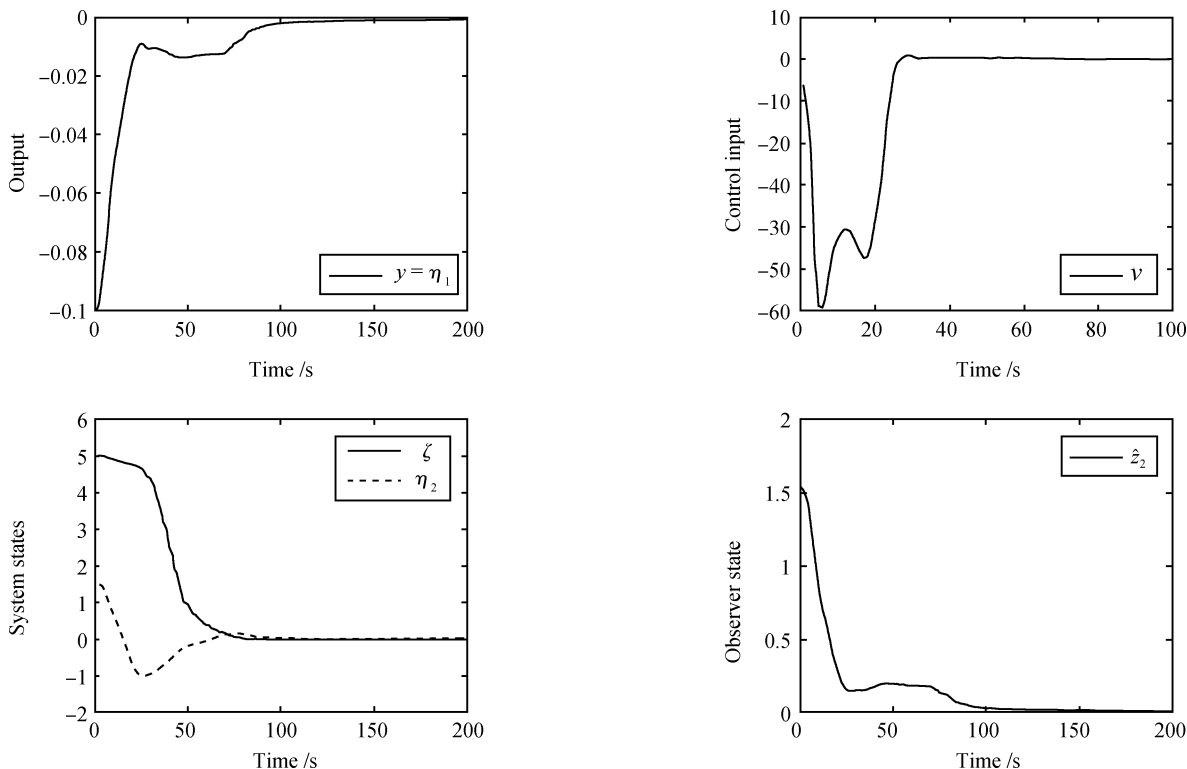 0
−0.02
−0.04
−0.06
−0.08
−0.1
Output
y = η₁
0 50 100 150 200
Time /s
10
0
−10
−20
−30
−40
−30
−50
−60
Control input
v
0 20 40 60 80 100
Time /s
6
5
4
3
2
1
0
−1
−2
System states
ζ
η₂
0 50 100 150 200
Time /s
2
1.5
1
0.5
0
Observer state
ẑ₂
0 50 100 150 200
Time /s